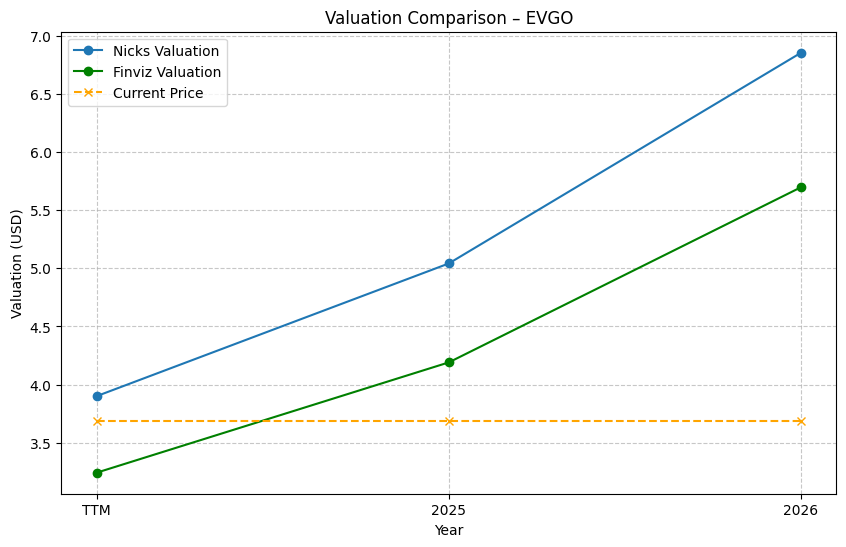 Valuation Comparison – EVGO
Nicks Valuation
Finviz Valuation
Current Price
Valuation (USD)
7.0
6.5
6.0
5.5
5.0
4.5
4.0
3.5
TTM
2025
2026
Year